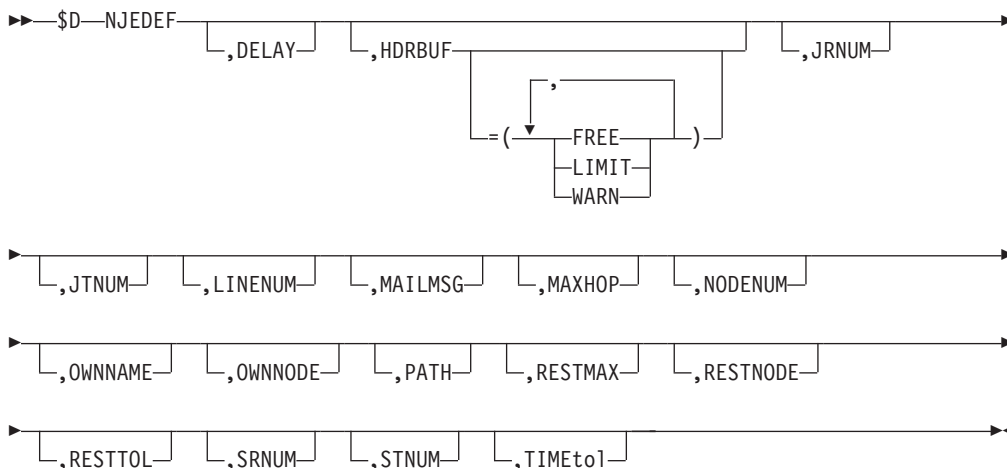 $D NJEDEF ,DELAY ,HDRBUF ,JRNUM
,
=( FREE )
LIMIT
WARN
,JTNUM ,LINENUM ,MAILMSG ,MAXHOP ,NODENUM
,OWNNAME ,OWNNODE ,PATH ,RESTMAX ,RESTNODE
,RESTTOL ,SRNUM ,STNUM ,TIMEtol